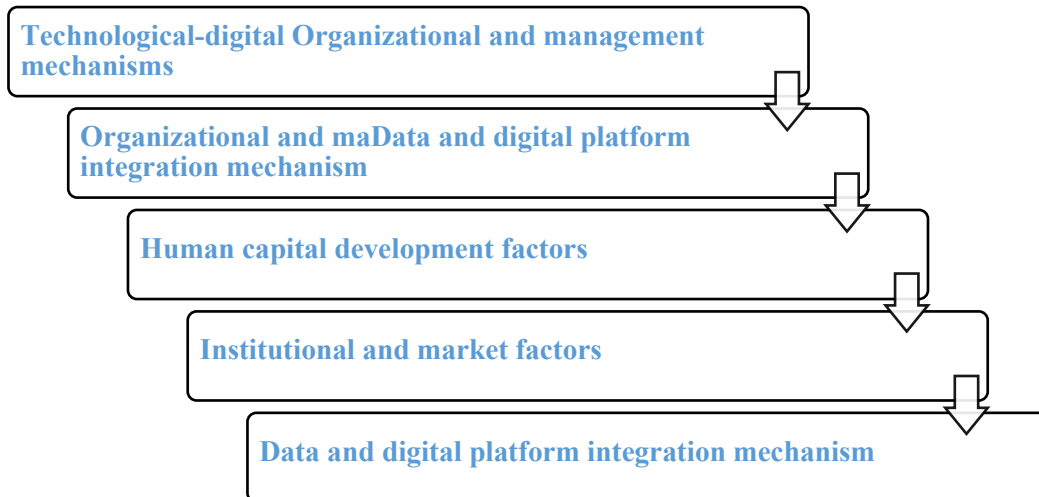 Technological-digital Organizational and management
mechanisms
Organizational and maData and digital platform
integration mechanism
Human capital development factors
Institutional and market factors
Data and digital platform integration mechanism